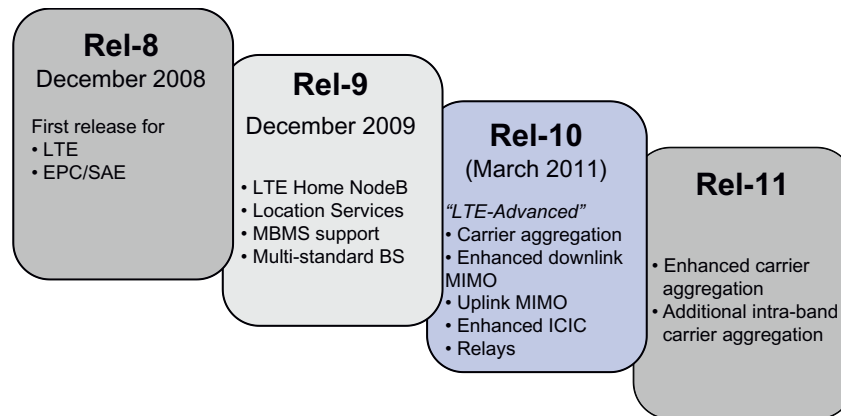 Rel-8
December 2008
First release for
• LTE
• EPC/SAE
Rel-9
December 2009
• LTE Home NodeB
• Location Services
• MBMS support
• Multi-standard BS
Rel-10
(March 2011)
“LTE-Advanced”
• Carrier aggregation
• Enhanced downlink
MIMO
• Uplink MIMO
• Enhanced ICIC
• Relays
Rel-11
• Enhanced carrier
aggregation
• Additional intra-band
carrier aggregation